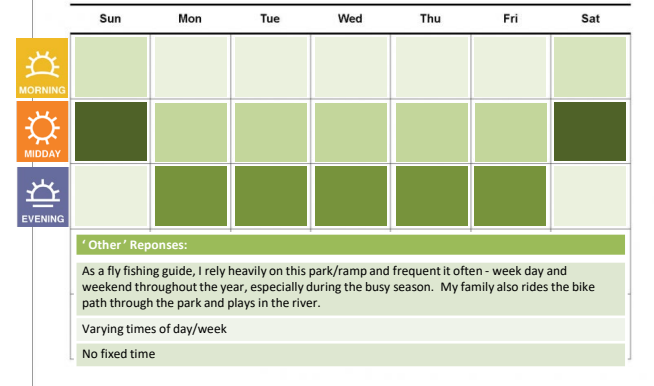 Sun Mon Tue Wed Thu Fri Sat
MORNING
MIDDAY
EVENING
‘ Other’ Reponses:
As a fly fishing guide, I rely heavily on this park/ramp and frequent it often - week day and
weekend throughout the year, especially during the busy season. My family also rides the bike
path through the park and plays in the river.
Varying times of day/week
No fixed time